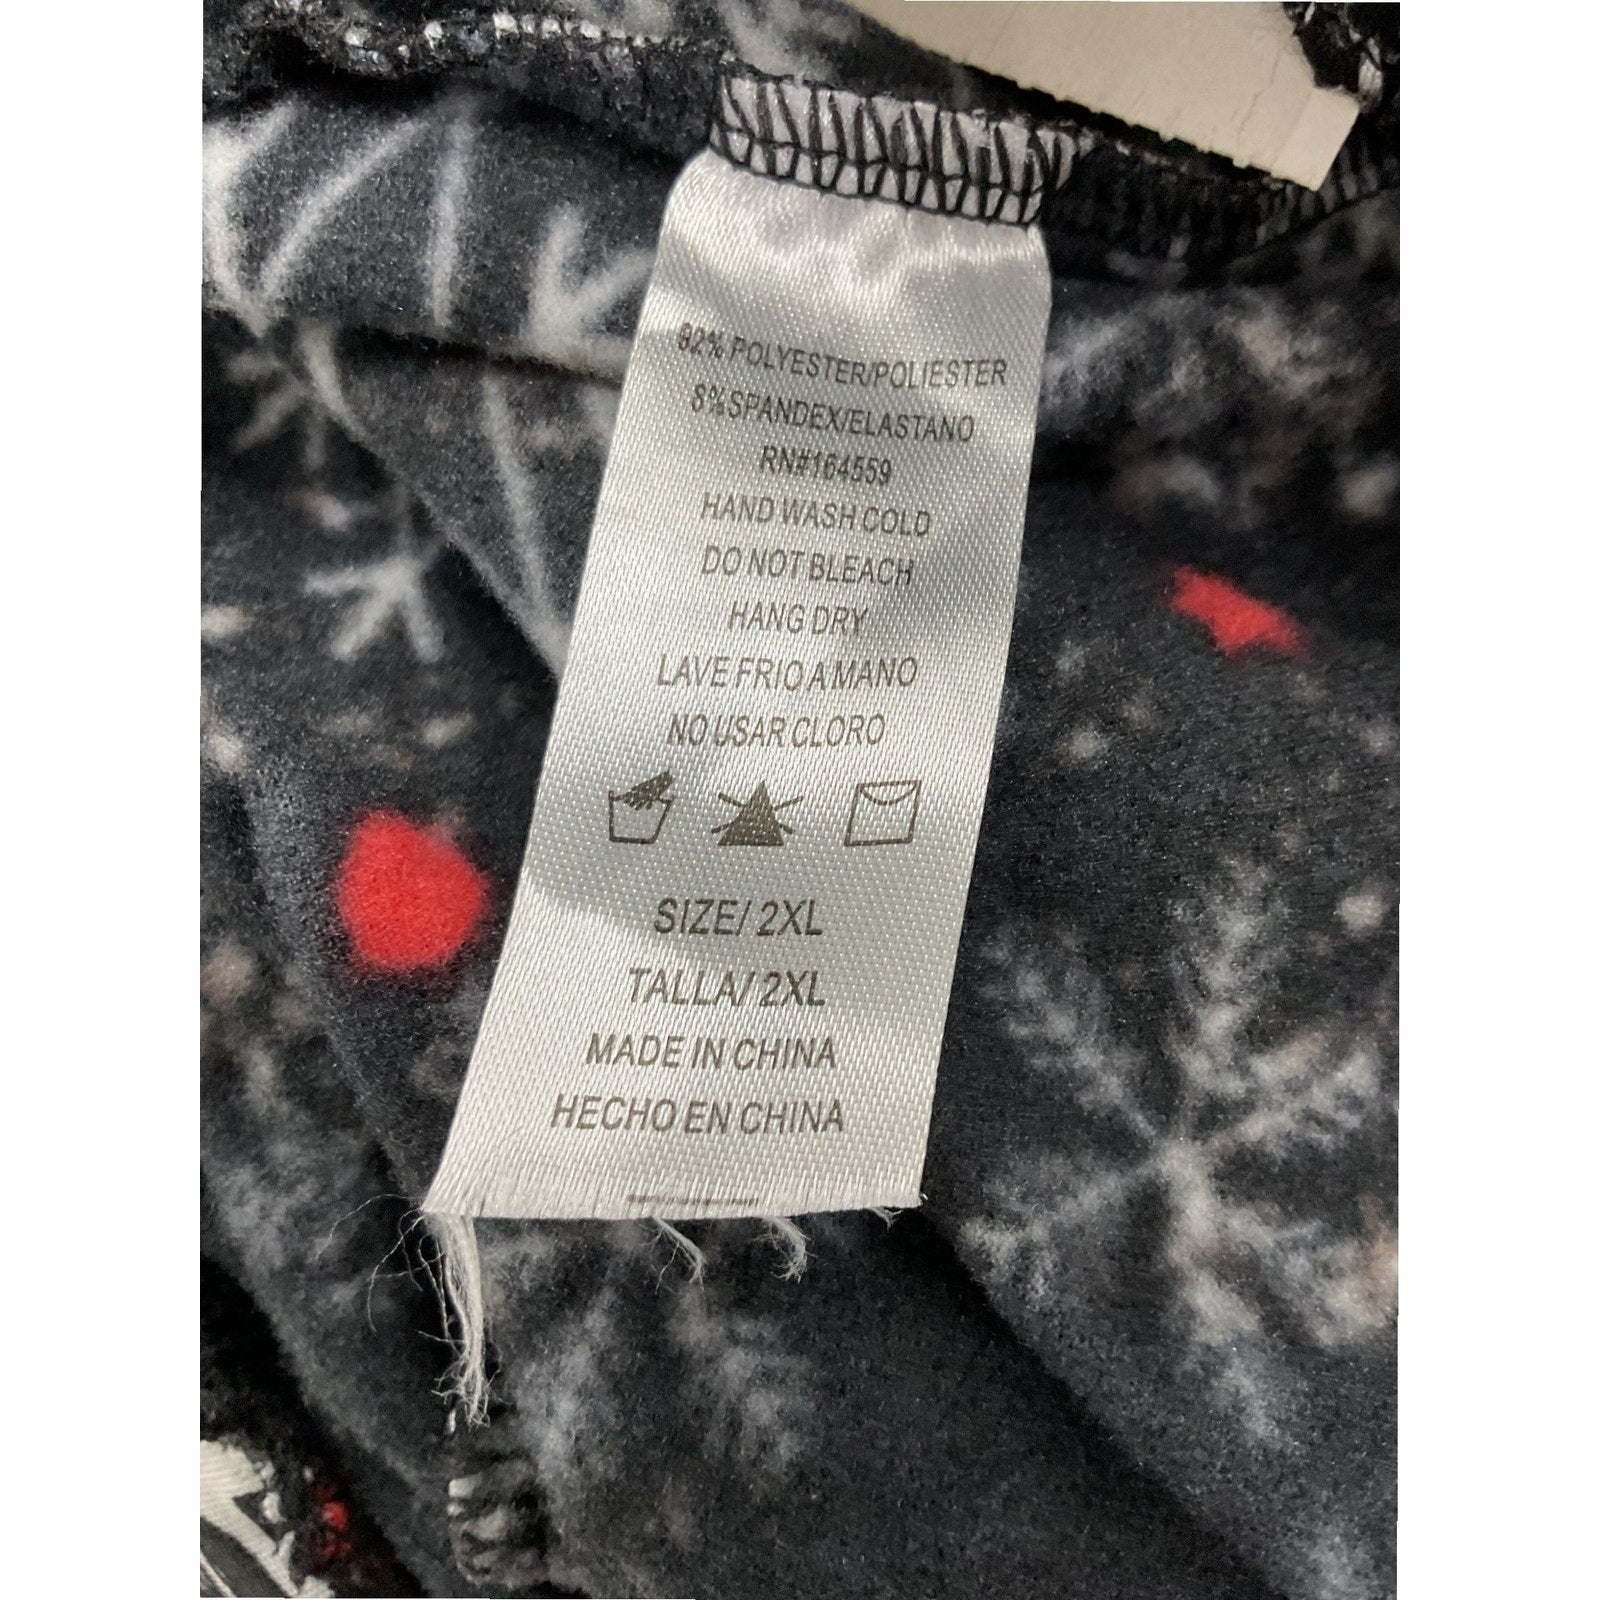 92% POLYESTER/POLIESTER
8%SPANDEX/ELASTANO
RN#164559
HAND WASH COLD
DO NOT BLEACH
HANG DRY
LAVE FRIO A MANO
NO USAR CLORO
SIZE/ 2XL
TALLA/ 2XL
MADE IN CHINA
HECHO EN CHINA